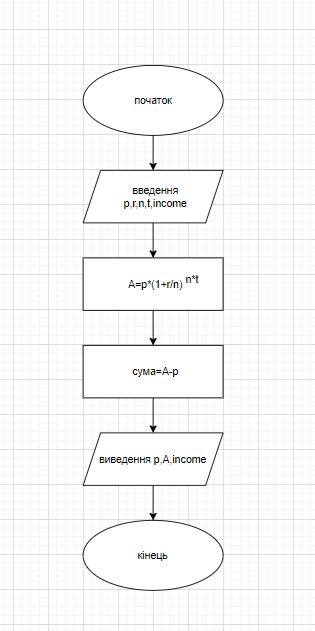 початок
введення
p,r,n,t,income
A=p*(1+r/n) n*t
сума=A-p
виведення p,A,income
кінець